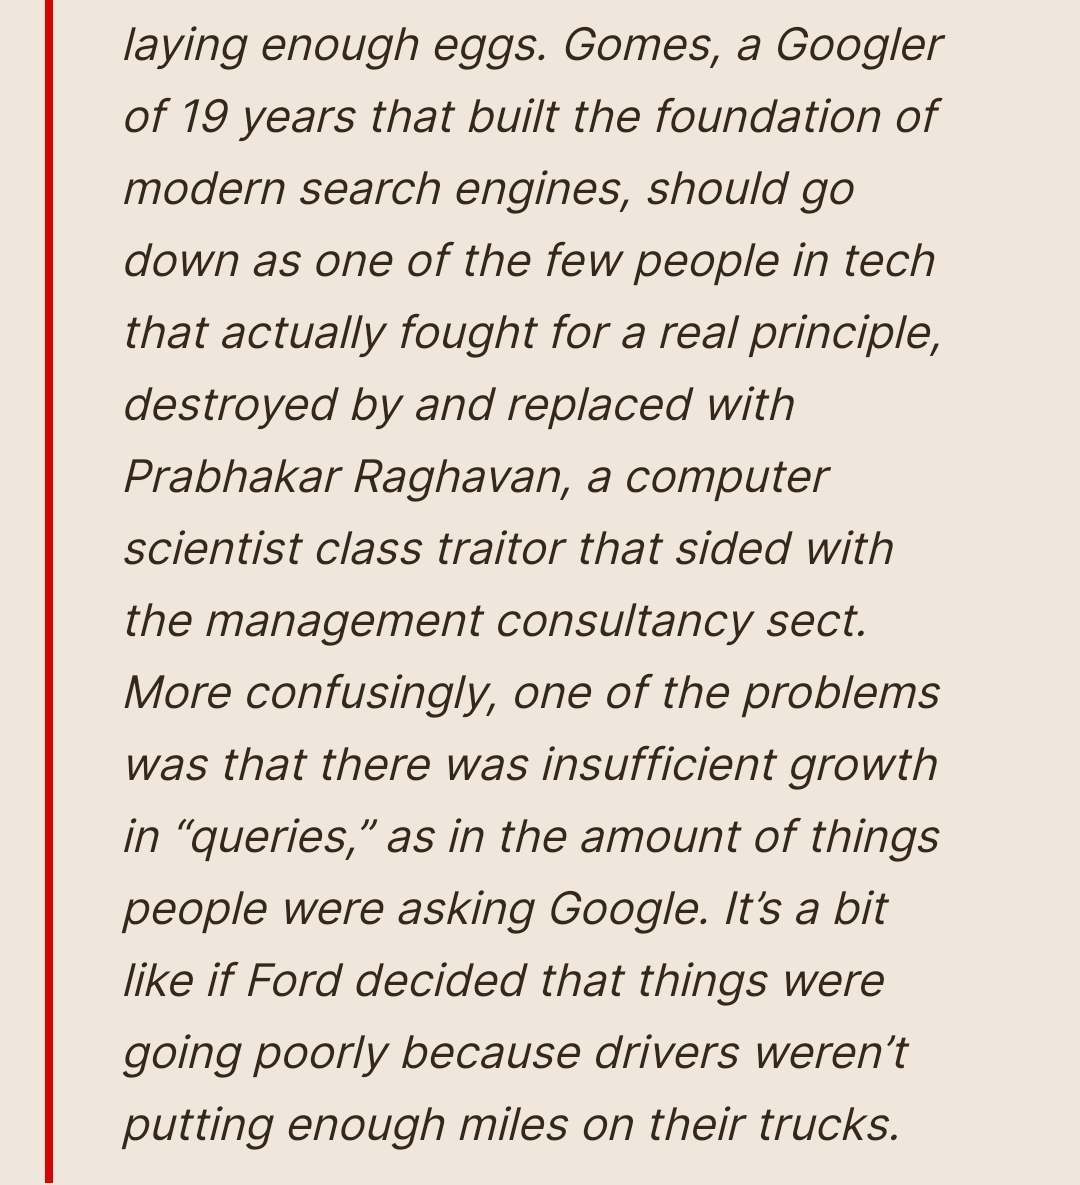 laying enough eggs. Gomes, a Googler
of 19 years that built the foundation of
modern search engines, should go
down as one of the few people in tech
that actually fought for a real principle,
destroyed by and replaced with
Prabhakar Raghavan, a computer
scientist class traitor that sided with
the management consultancy sect.
More confusingly, one of the problems
was that there was insufficient growth
in “queries,” as in the amount of things
people were asking Google. It’s a bit
like if Ford decided that things were
going poorly because drivers weren’t
putting enough miles on their trucks.